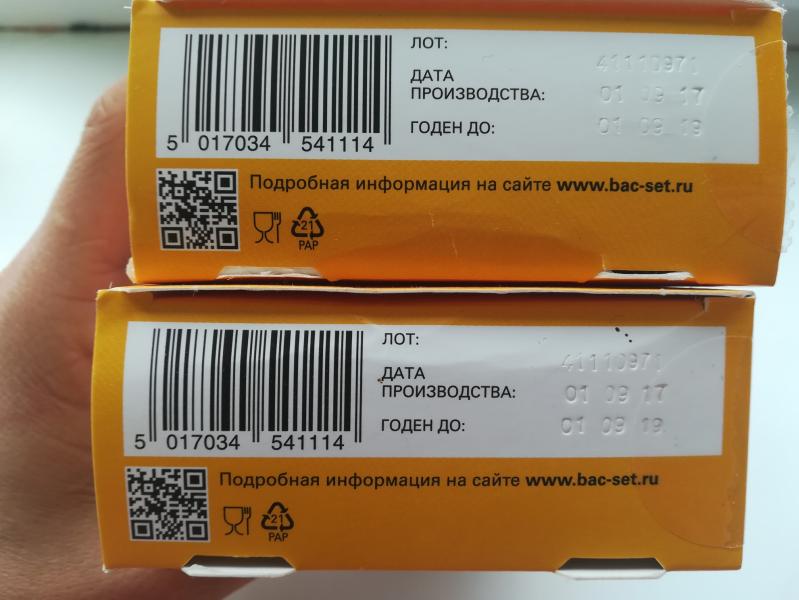 ЛОТ: 41110971
ДАТА
ПРОИЗВОДСТВА: 01 09 17
ГОДЕН ДО: 01 09 19
5 017034 541114
Подробная информация на сайте www.bac-set.ru
21
PAP
ЛОТ: 41110971
ДАТА
ПРОИЗВОДСТВА: 01 09 17
ГОДЕН ДО: 01 09 19
5 017034 541114
Подробная информация на сайте www.bac-set.ru
21
PAP